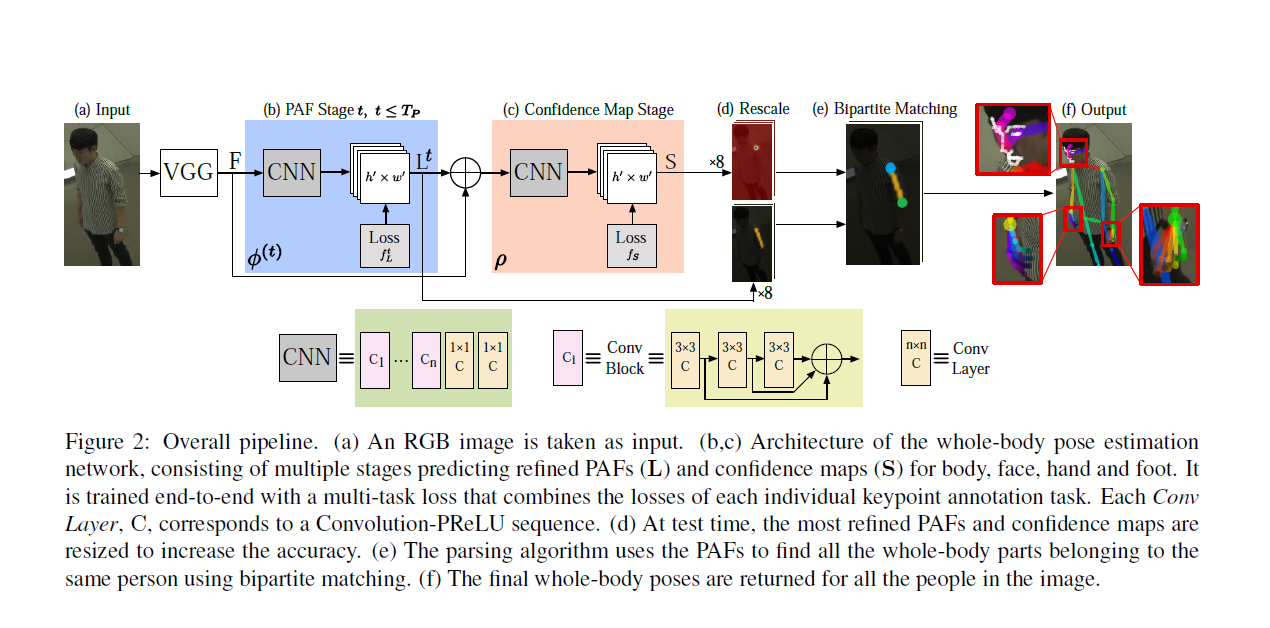 (a) Input
(b) PAF Stage t, t ≤ T_P
(c) Confidence Map Stage
(d) Rescale
(e) Bipartite Matching
(f) Output
VGG
F
CNN
h′ × w′
L^t
Loss
f_L^t
ϕ^(t)
CNN
h′ × w′
S
Loss
f_S
ρ
×8
×8
CNN ≡ C_1 ... C_n 1×1 C 1×1 C
C_l ≡ Conv Block ≡ 3×3 C 3×3 C 3×3 C
n×n C ≡ Conv Layer
Figure 2: Overall pipeline. (a) An RGB image is taken as input. (b,c) Architecture of the whole-body pose estimation
network, consisting of multiple stages predicting refined PAFs (L) and confidence maps (S) for body, face, hand and foot. It
is trained end-to-end with a multi-task loss that combines the losses of each individual keypoint annotation task. Each Conv
Layer, C, corresponds to a Convolution-PReLU sequence. (d) At test time, the most refined PAFs and confidence maps are
resized to increase the accuracy. (e) The parsing algorithm uses the PAFs to find all the whole-body parts belonging to the
same person using bipartite matching. (f) The final whole-body poses are returned for all the people in the image.